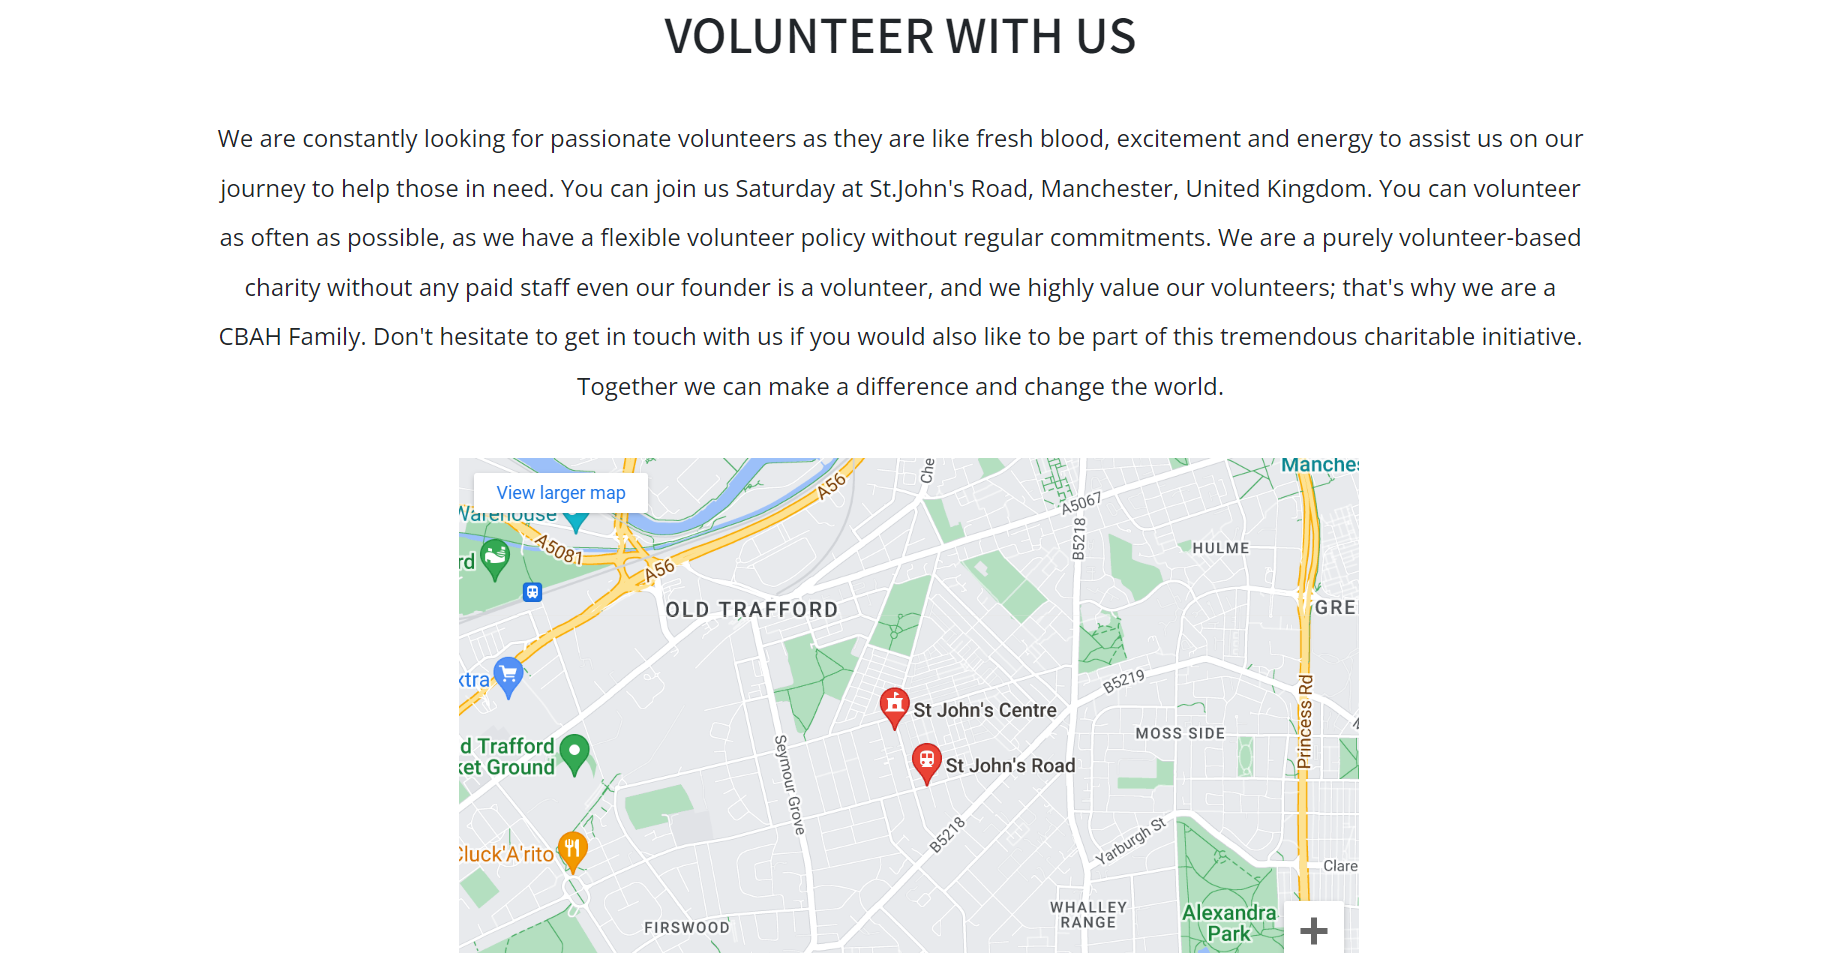 VOLUNTEER WITH US
We are constantly looking for passionate volunteers as they are like fresh blood, excitement and energy to assist us on our
journey to help those in need. You can join us Saturday at St.John's Road, Manchester, United Kingdom. You can volunteer
as often as possible, as we have a flexible volunteer policy without regular commitments. We are a purely volunteer-based
charity without any paid staff even our founder is a volunteer, and we highly value our volunteers; that's why we are a
CBAH Family. Don't hesitate to get in touch with us if you would also like to be part of this tremendous charitable initiative.
Together we can make a difference and change the world.
View larger map
Warehouse
A5081
A56
A56
Che
A5067
B5218
Manches
HULME
rd
OLD TRAFFORD
GRE
xtra
B5219
St John's Centre
MOSS SIDE
Princess Rd
d Trafford
ket Ground
St John's Road
Seymour Grove
B5218
Yarburgh St
Cluck'A'rito
Clare
WHALLEY
RANGE
Alexandra
Park
FIRSWOOD
+